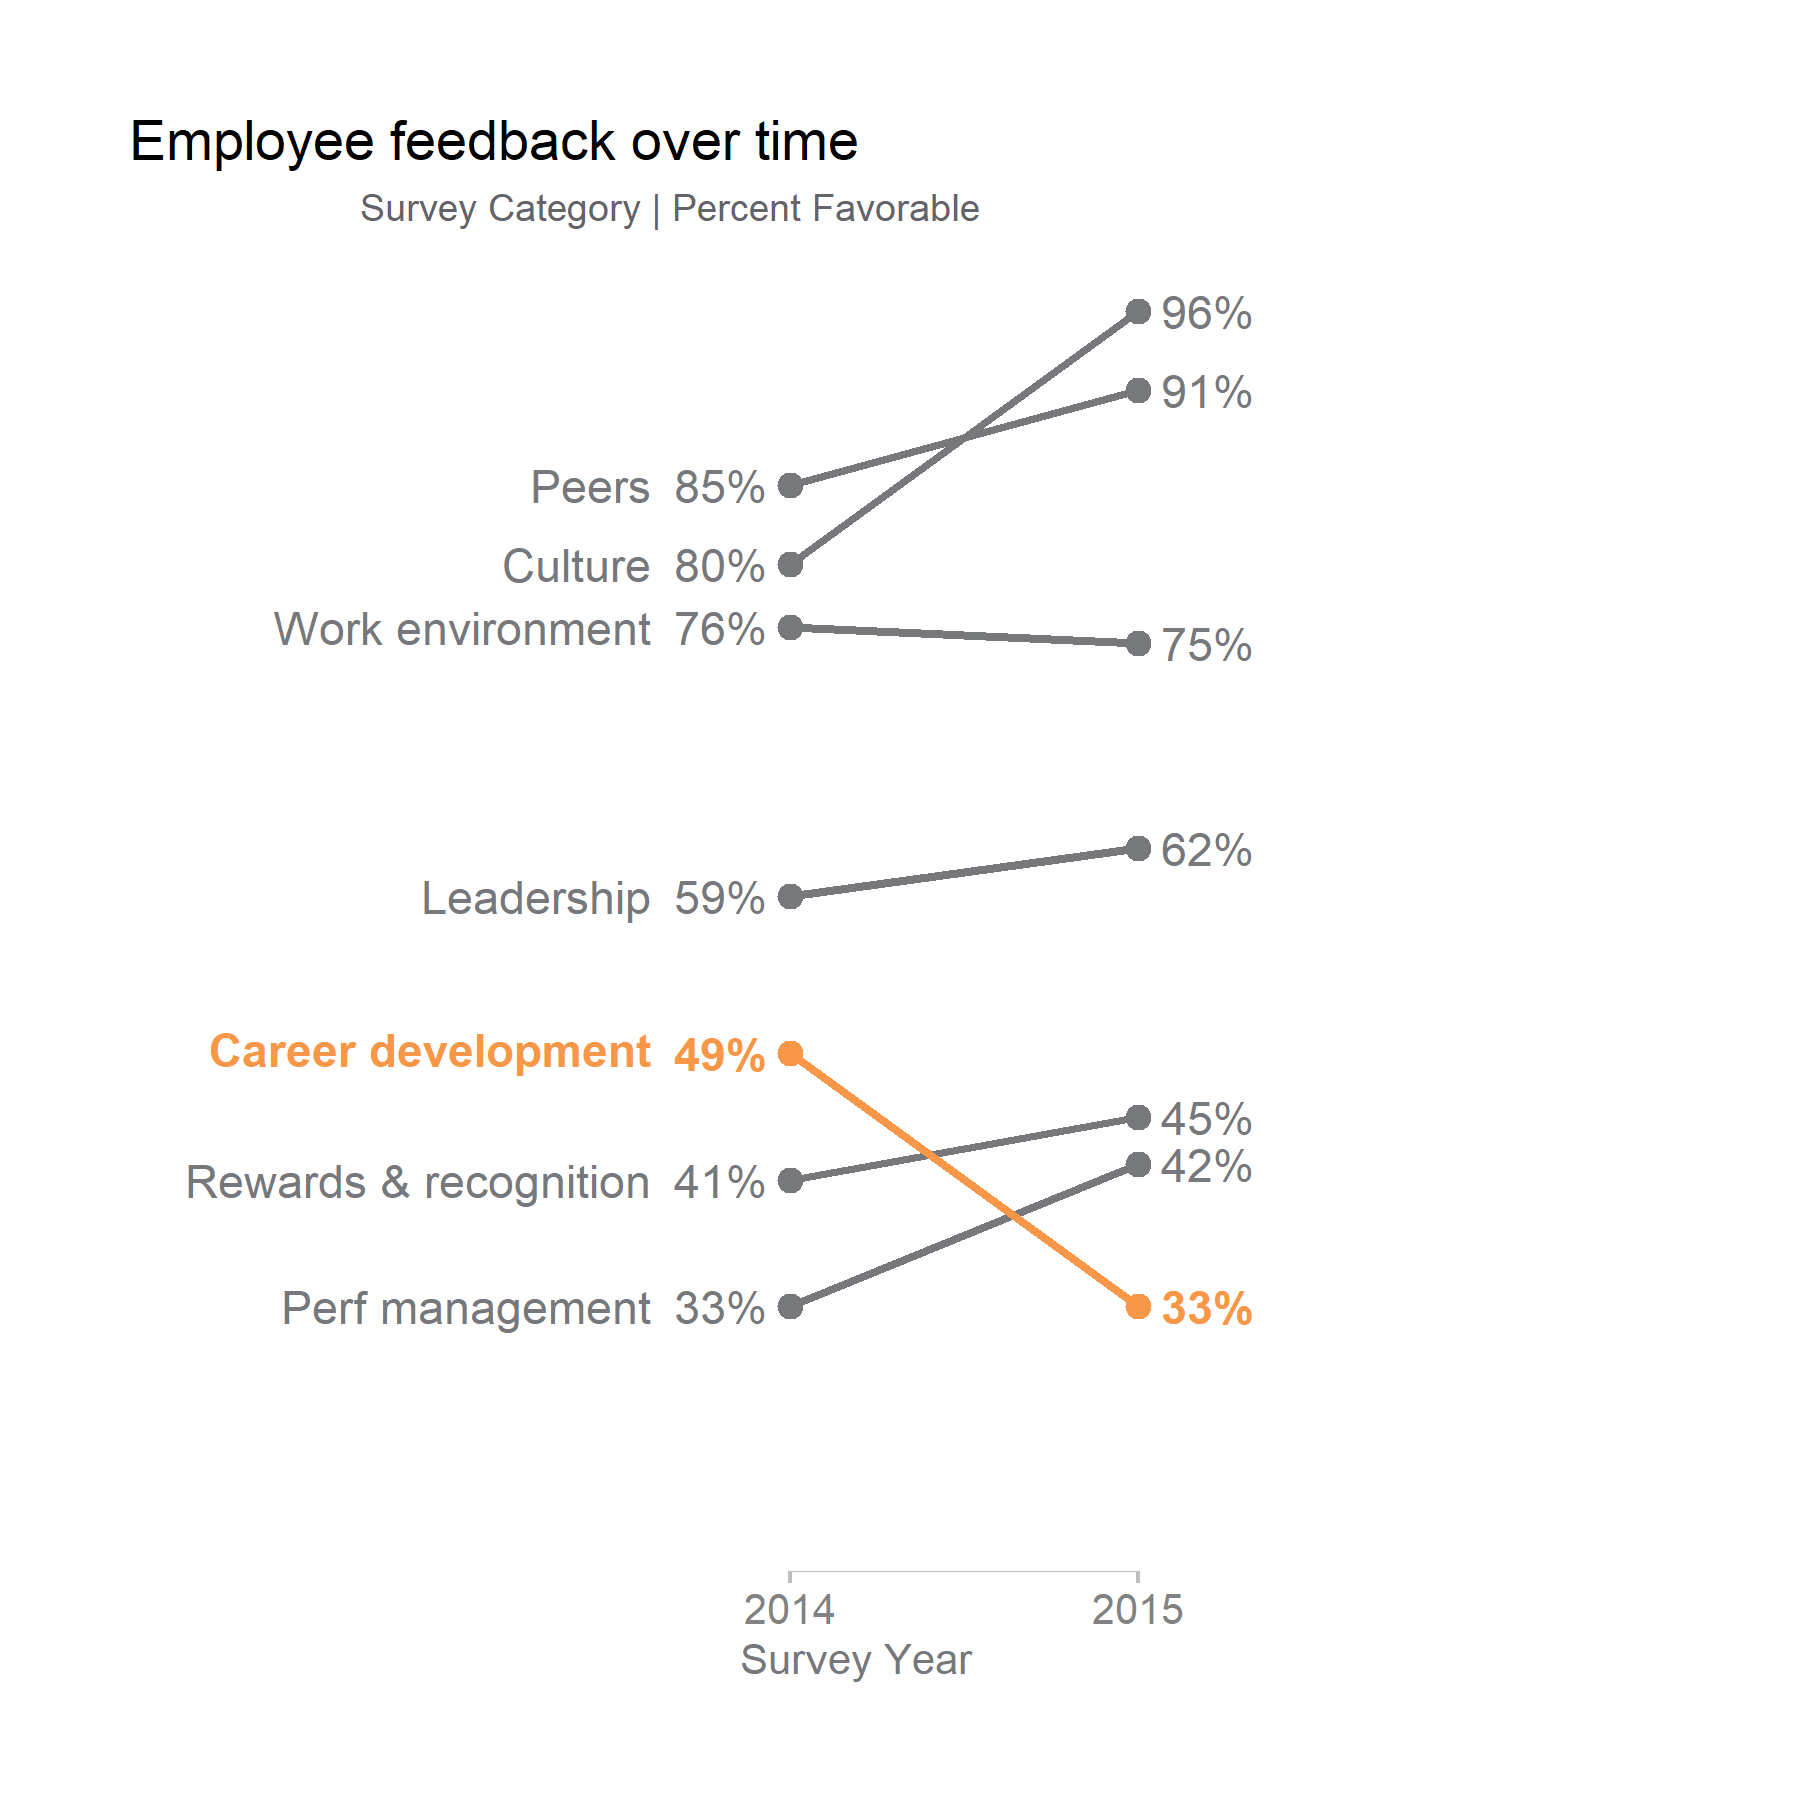 Employee feedback over time
Survey Category | Percent Favorable
96%
91%
Peers 85%
Culture 80%
Work environment 76%
75%
62%
Leadership 59%
Career development 49%
45%
42%
Rewards & recognition 41%
Perf management 33%
33%
2014 2015
Survey Year